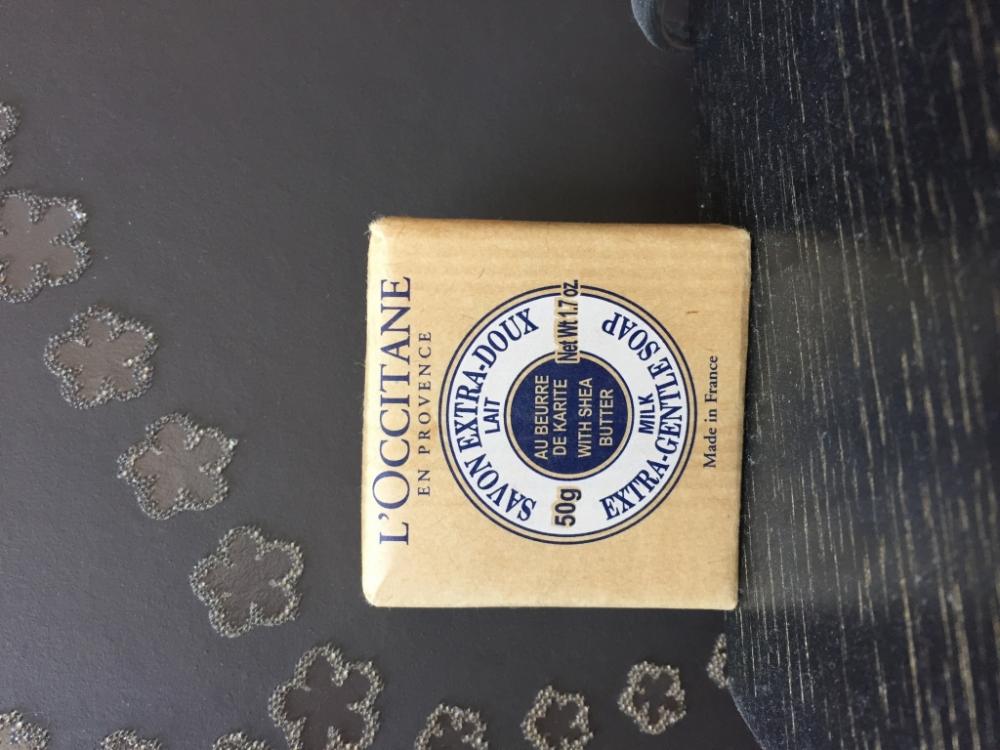 L'OCCITANE
EN PROVENCE
SAVON EXTRA-DOUX
LAIT
50g
AU BEURRE
DE KARITE
WITH SHEA
BUTTER
Net Wt 1.7 oz.
MILK
EXTRA-GENTLE SOAP
Made in France